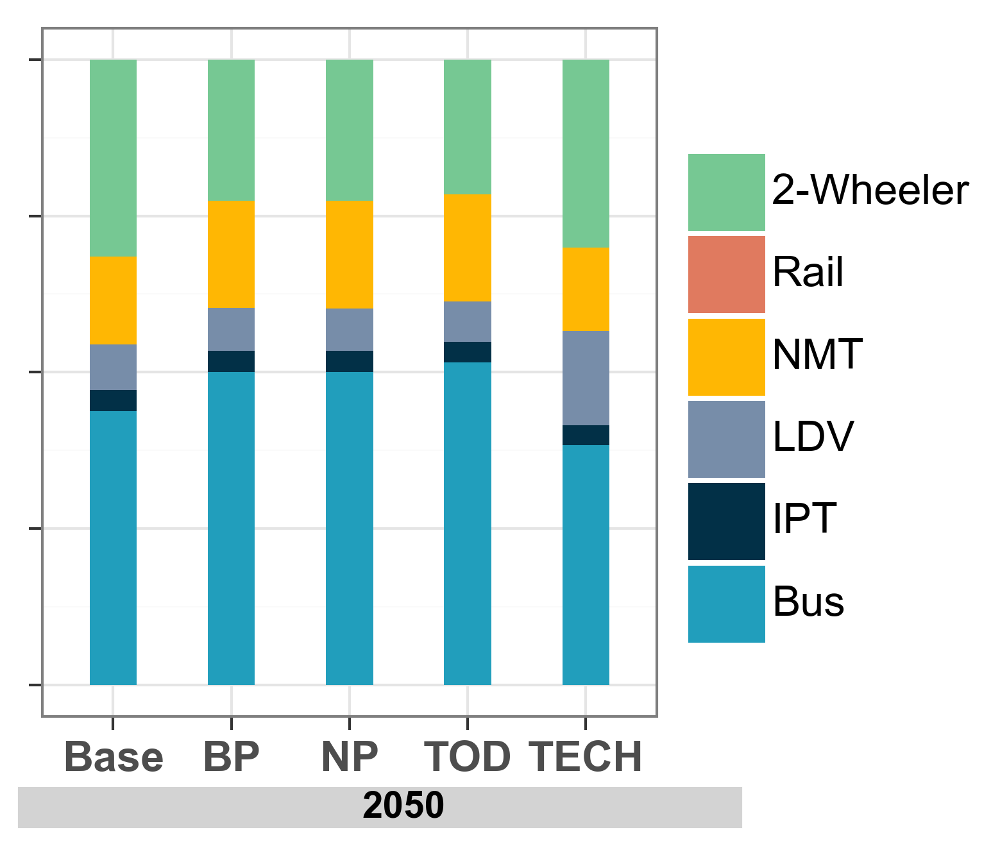 2-Wheeler
Rail
NMT
LDV
IPT
Bus
Base BP NP TOD TECH
2050